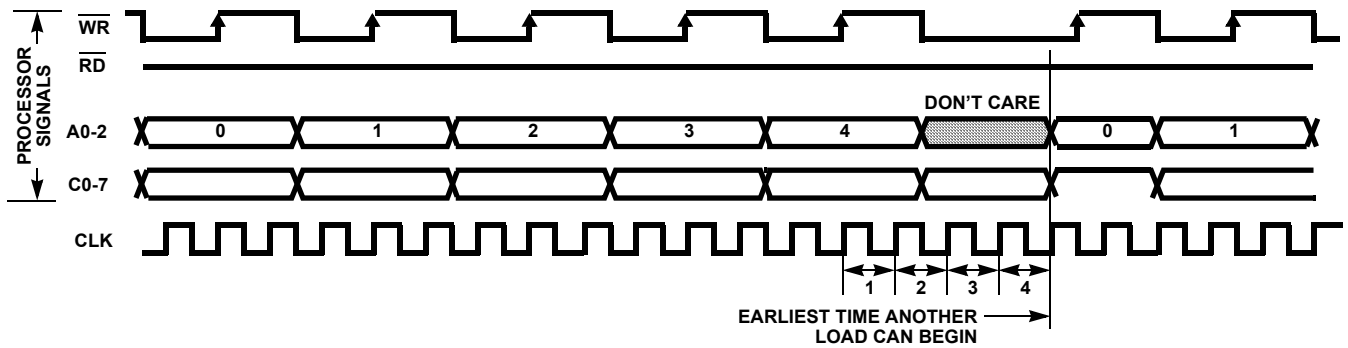 PROCESSOR
SIGNALS
WR
RD
DON'T CARE
A0-2
0
1
2
3
4
0
1
C0-7
CLK
1
2
3
4
EARLIEST TIME ANOTHER
LOAD CAN BEGIN